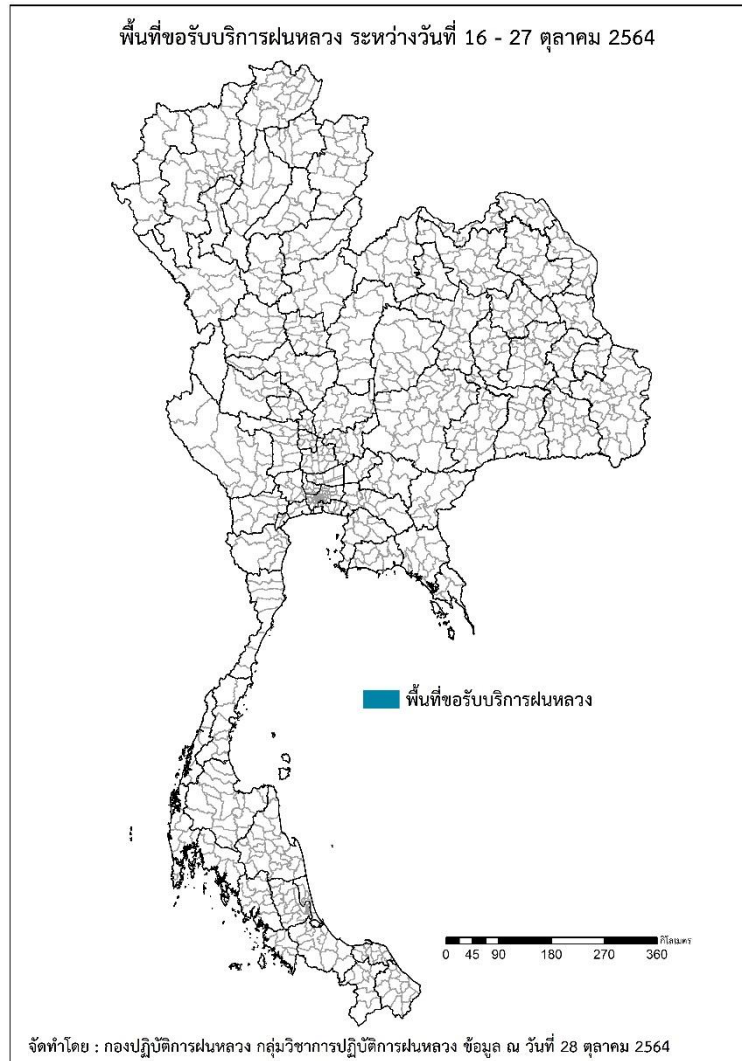 พื้นที่ขอรับบริการฝนหลวง ระหว่างวันที่ 16 - 27 ตุลาคม 2564
พื้นที่ขอรับบริการฝนหลวง
กิโลเมตร
0 45 90 180 270 360
จัดทำโดย : กองปฏิบัติการฝนหลวง กลุ่มวิชาการปฏิบัติการฝนหลวง ข้อมูล ณ วันที่ 28 ตุลาคม 2564